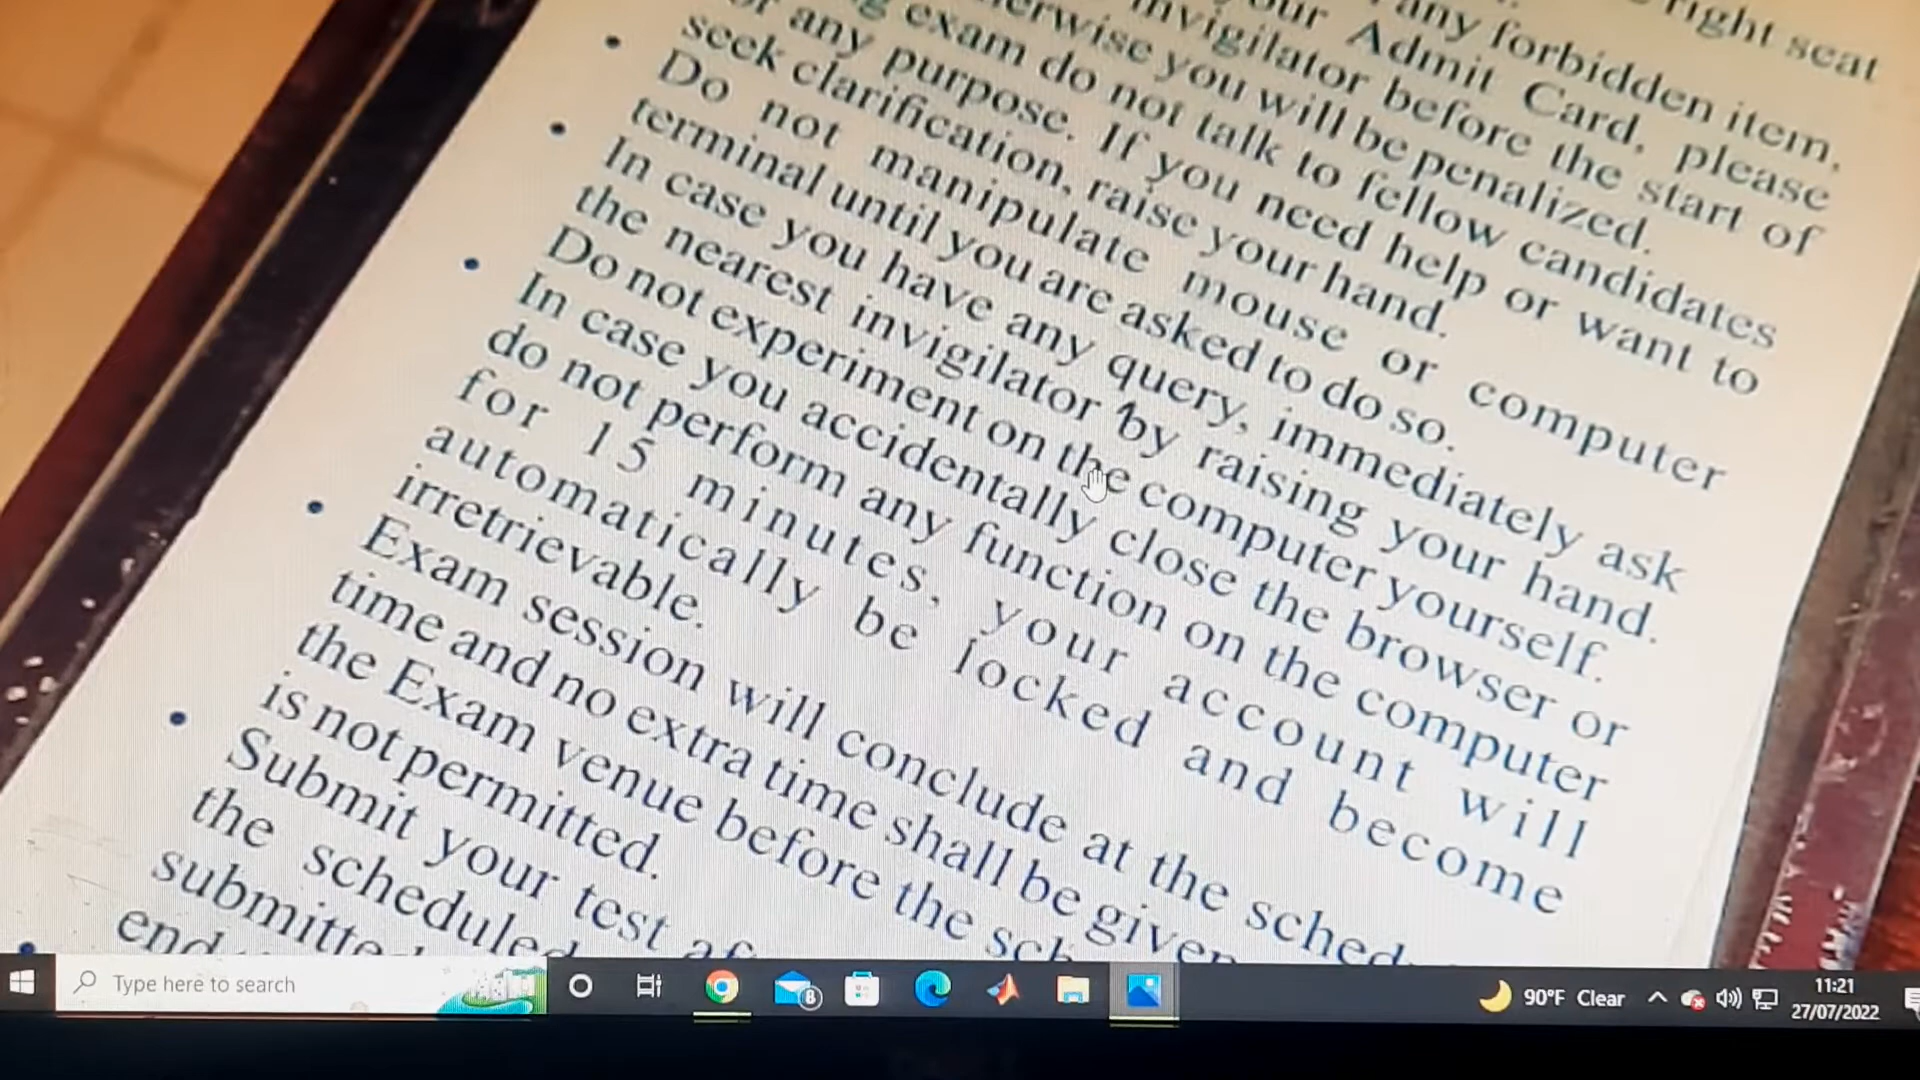 right seat
any forbidden item,
Admit Card, please
invigilator before the start of
you will be penalized.
exam do not talk to fellow candidates
any purpose. If you need help or want to
seek clarification, raise your hand.
• Do not manipulate mouse or computer
terminal until you are asked to do so.
• In case you have any query, immediately ask
the nearest invigilator by raising your hand.
Do not experiment on the computer yourself.
• In case you accidentally close the browser or
do not perform any function on the computer
for 15 minutes, your account will
automatically be locked and become
irretrievable.
• Exam session will conclude at the sched
time and no extra time shall be given
the Exam venue before the sch
is not permitted.
• Submit your test af
the scheduled
submitted
end
Type here to search
8
90°F Clear
11:21
27/07/2022